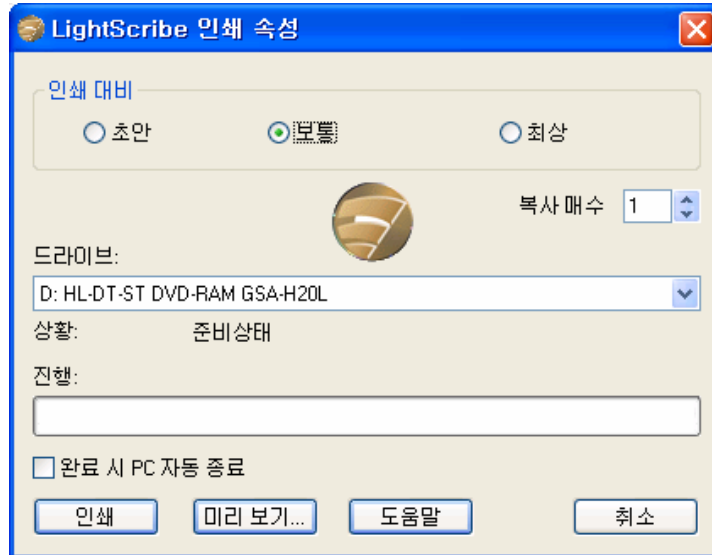 LightScribe 인쇄 속성
인쇄 대비
초안 보통 최상
복사 매수 1
드라이브:
D: HL-DT-ST DVD-RAM GSA-H20L
상황: 준비상태
진행:
완료 시 PC 자동 종료
인쇄 미리 보기... 도움말 취소